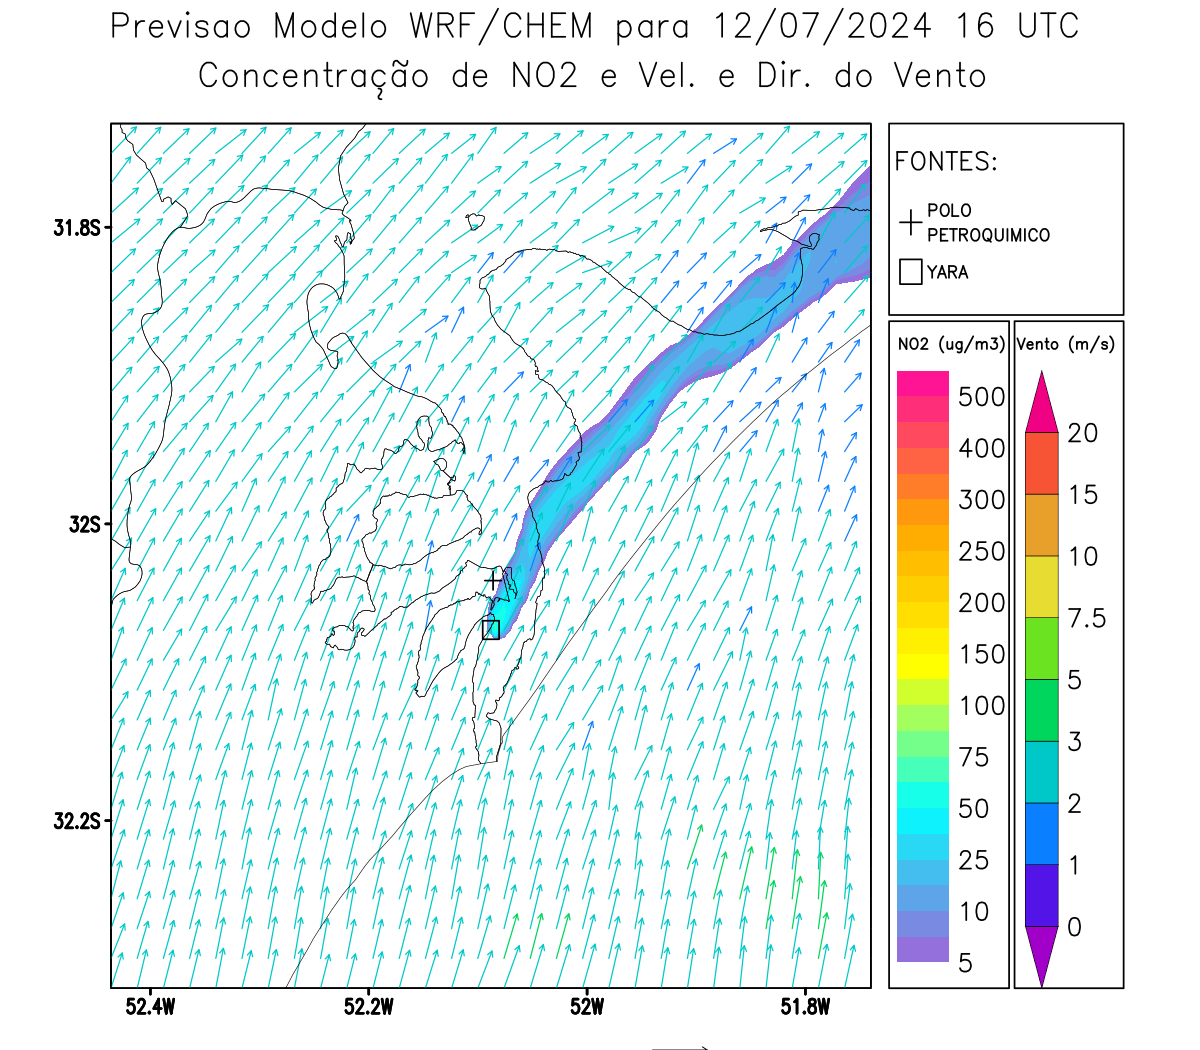 Previsao Modelo WRF/CHEM para 12/07/2024 16 UTC
Concentração de NO2 e Vel. e Dir. do Vento
FONTES:
POLO
PETROQUIMICO
YARA
31.8S
32S
32.2S
52.4W
52.2W
52W
51.8W
NO2 (ug/m3)
500
400
300
250
200
150
100
75
50
25
10
5
Vento (m/s)
20
15
10
7.5
5
3
2
1
0